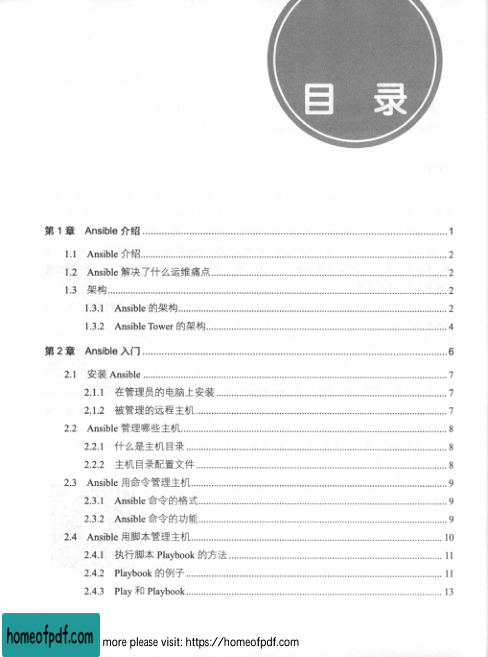 目 录
第 1 章 Ansible 介绍 1
1.1 Ansible 介绍 2
1.2 Ansible 解决了什么运维痛点 2
1.3 架构 2
1.3.1 Ansible 的架构 2
1.3.2 Ansible Tower 的架构 4
第 2 章 Ansible 入门 6
2.1 安装 Ansible 7
2.1.1 在管理员的电脑上安装 7
2.1.2 被管理的远程主机 7
2.2 Ansible 管理哪些主机 8
2.2.1 什么是主机目录 8
2.2.2 主机目录配置文件 8
2.3 Ansible 用命令管理主机 9
2.3.1 Ansible 命令的格式 9
2.3.2 Ansible 命令的功能 9
2.4 Ansible 用脚本管理主机 10
2.4.1 执行脚本 Playbook 的方法 11
2.4.2 Playbook 的例子 11
2.4.3 Play 和 Playbook 13
homeofpdf.com more please visit: https://homeofpdf.com